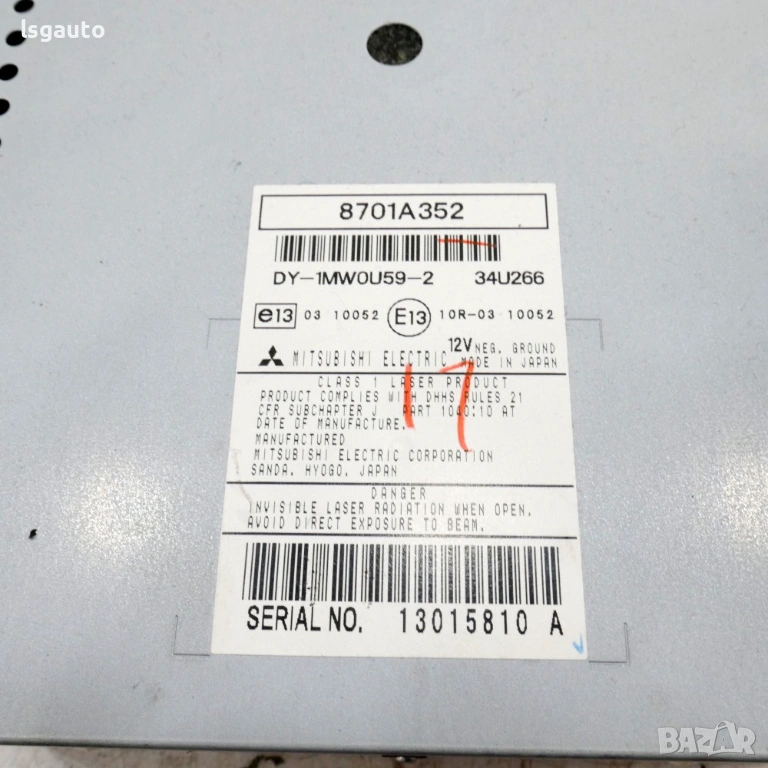 lsgauto
8701A352
DY-1MW0U59-2 34U266
e13 03 10052 E13 10R-03 10052
12V NEG. GROUND
MITSUBISHI ELECTRIC MADE IN JAPAN
CLASS 1 LASER PRODUCT
PRODUCT COMPLIES WITH DHHS RULES 21
CFR SUBCHAPTER J PART 1040:10 AT
DATE OF MANUFACTURE.
MANUFACTURED
MITSUBISHI ELECTRIC CORPORATION
SANDA. HYOGO. JAPAN
17
DANGER
INVISIBLE LASER RADIATION WHEN OPEN.
AVOID DIRECT EXPOSURE TO BEAM.
SERIAL NO. 13015810 A
BAZAR